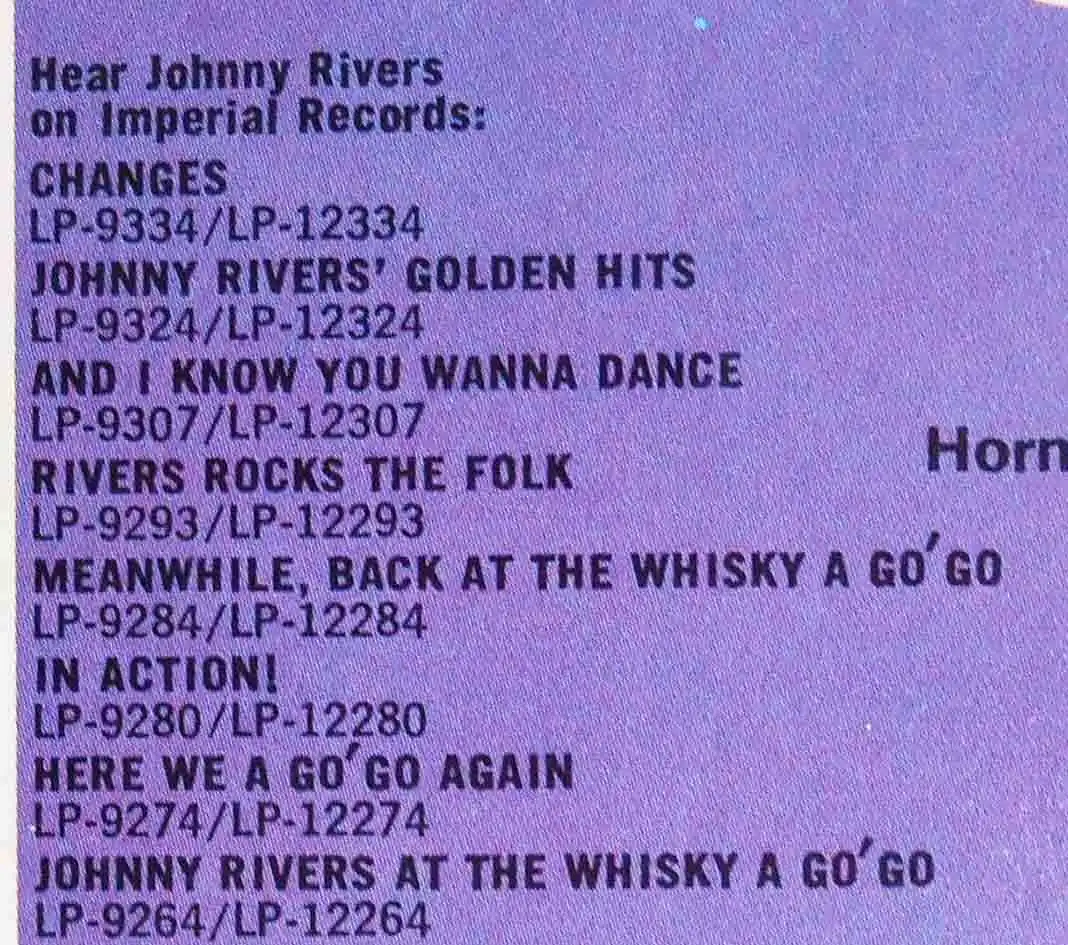 Hear Johnny Rivers
on Imperial Records:
CHANGES
LP-9334/LP-12334
JOHNNY RIVERS' GOLDEN HITS
LP-9324/LP-12324
AND I KNOW YOU WANNA DANCE
LP-9307/LP-12307
Horn
RIVERS ROCKS THE FOLK
LP-9293/LP-12293
MEANWHILE, BACK AT THE WHISKY A GO'GO
LP-9284/LP-12284
IN ACTION!
LP-9280/LP-12280
HERE WE A GO'GO AGAIN
LP-9274/LP-12274
JOHNNY RIVERS AT THE WHISKY A GO'GO
LP-9264/LP-12264